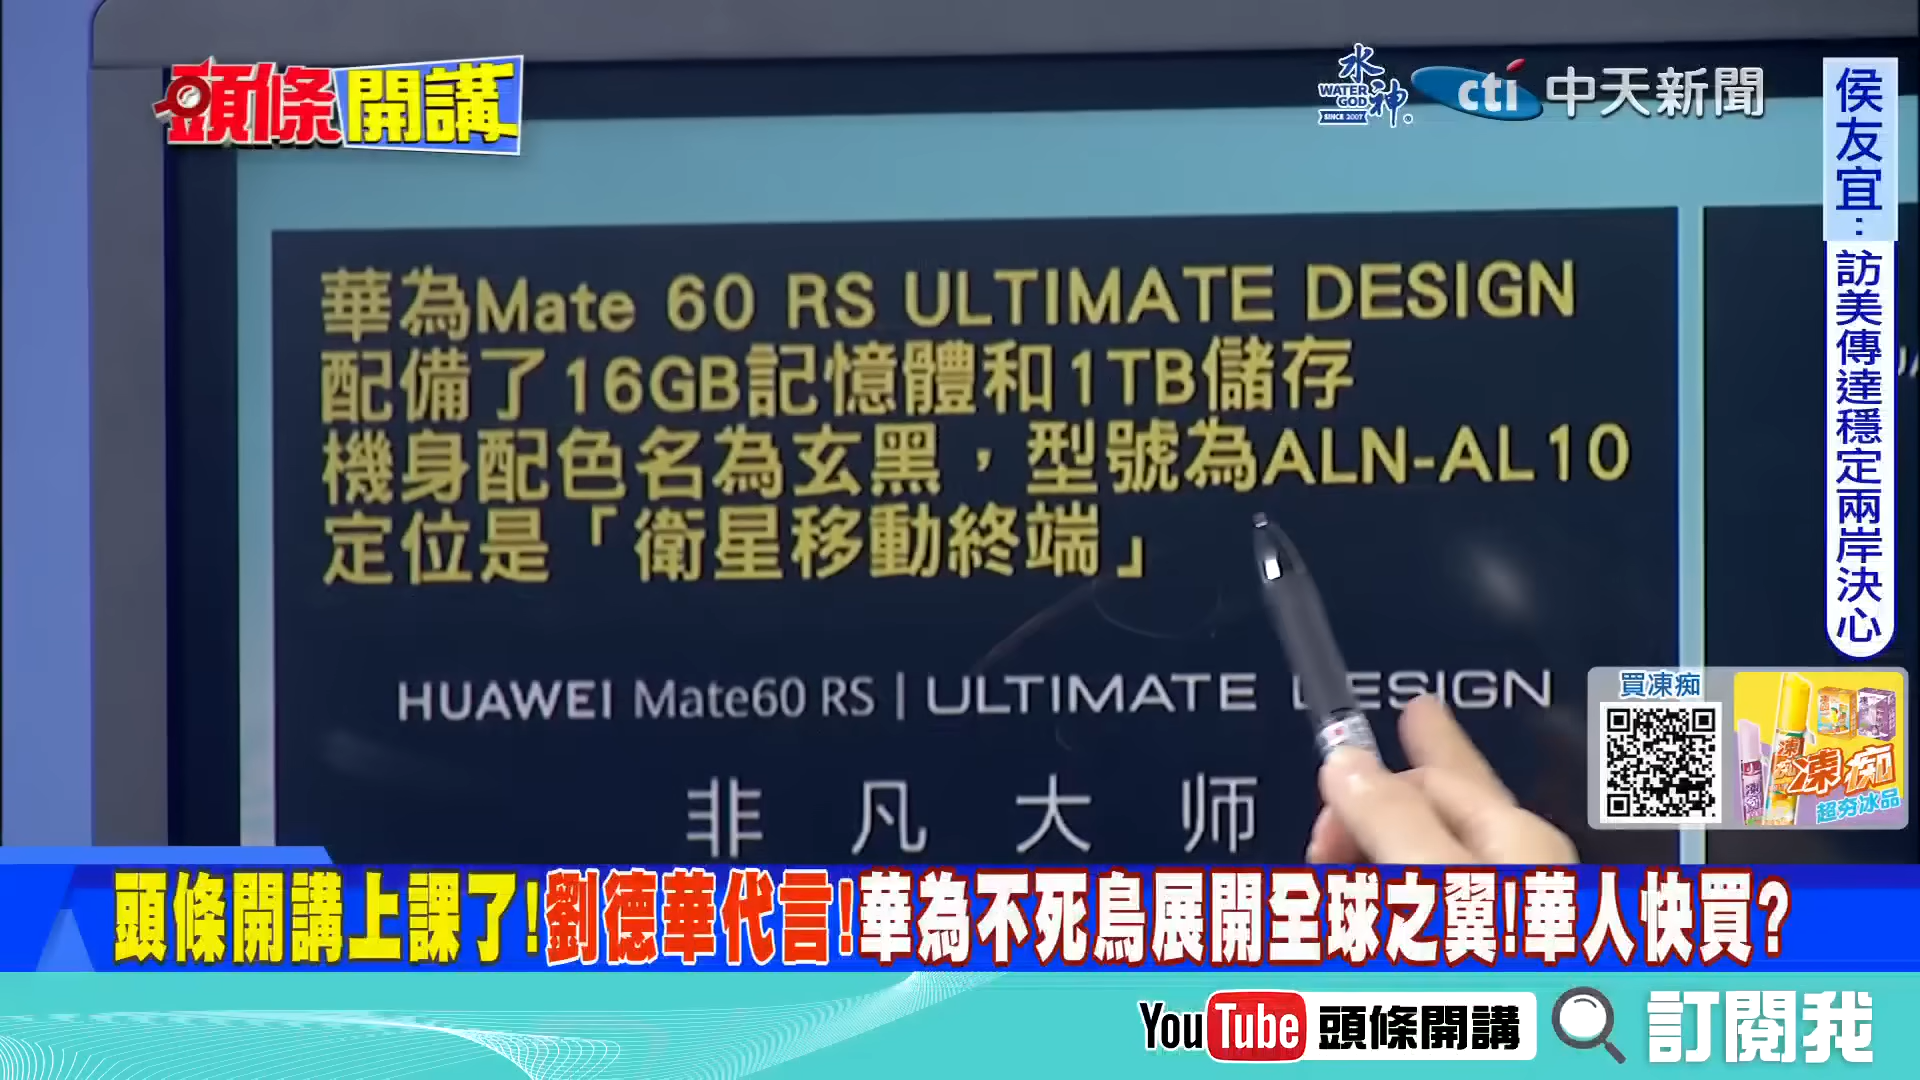 頭條開講
水神
WATER GOD
SINCE 2007
cti 中天新聞
侯友宜：訪美傳達穩定兩岸決心
華為Mate 60 RS ULTIMATE DESIGN
配備了16GB記憶體和1TB儲存
機身配色名為玄黑，型號為ALN-AL10
定位是「衛星移動終端」
HUAWEI Mate60 RS | ULTIMATE DESIGN
非凡大师
買凍痴
凍痴
超夯冰品
頭條開講上課了!劉德華代言!華為不死鳥展開全球之翼!華人快買?
YouTube 頭條開講 訂閱我